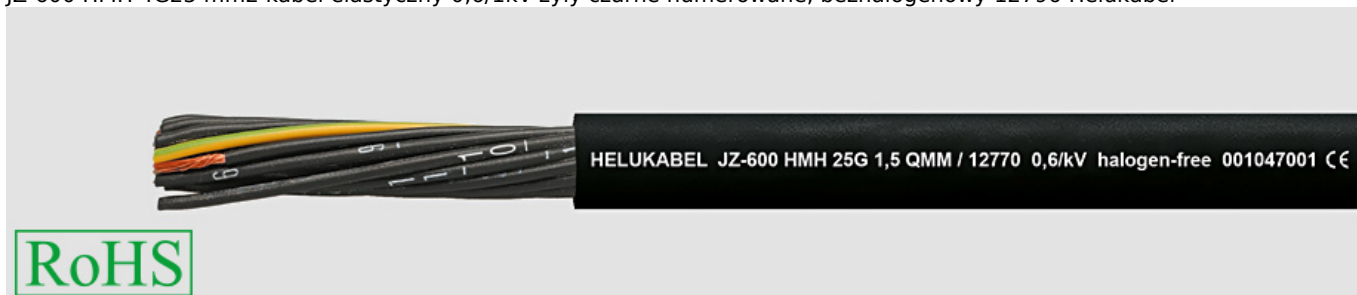 JZ-600 HMH 4G25 mm2 kabel elastyczny 0,6/1kV żyły czarne numerowane, bezhalogenowy 12796 Helukabel
HELUKABEL JZ-600 HMH 25G 1,5 QMM / 12770 0,6/kV halogen-free 001047001 CE
RoHS